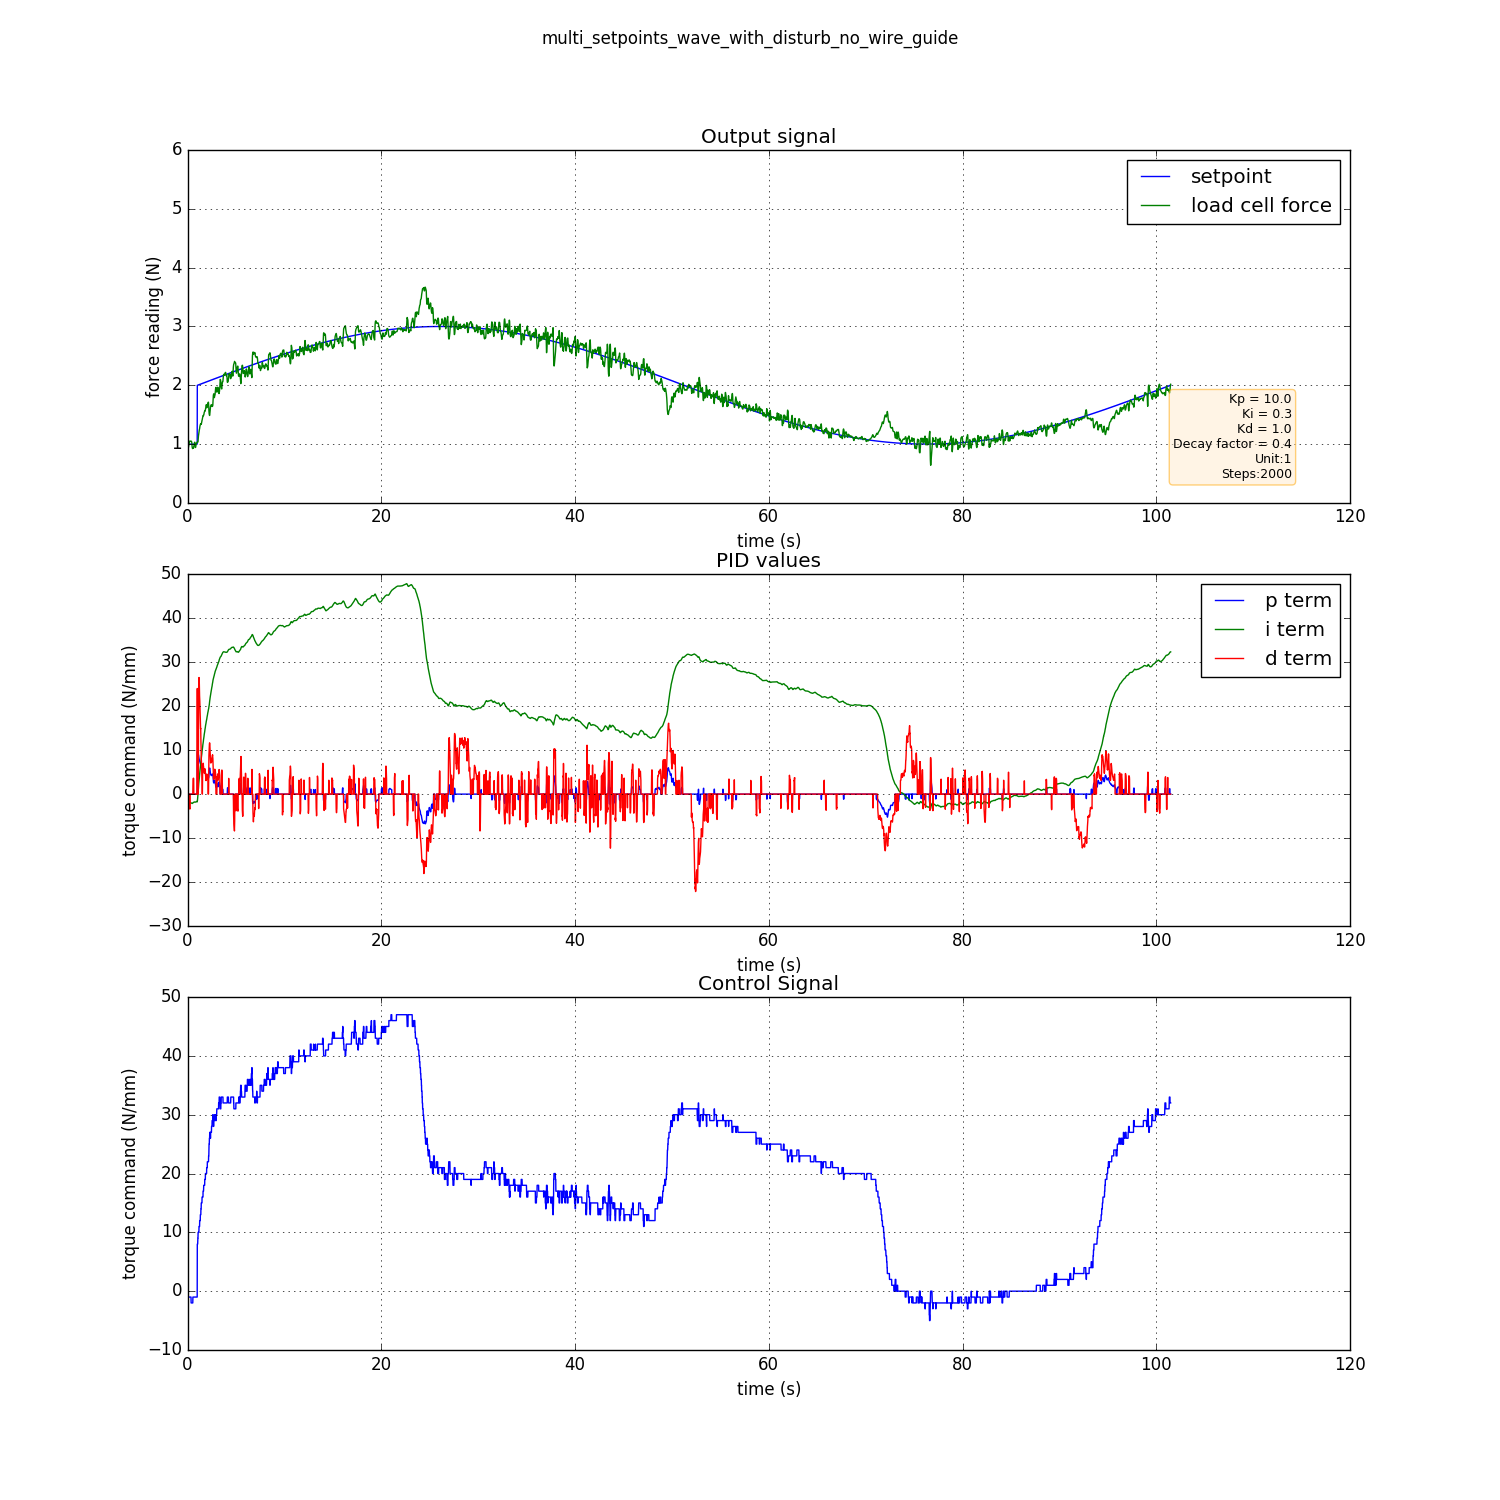 multi_setpoints_wave_with_disturb_no_wire_guide
Output signal
6
5
4
3
2
1
0
force reading (N)
setpoint
load cell force
Kp = 10.0
Ki = 0.3
Kd = 1.0
Decay factor = 0.4
Unit:1
Steps:2000
0 20 40 60 80 100 120
time (s)
PID values
50
40
30
20
10
0
−10
−20
−30
torque command (N/mm)
p term
i term
d term
0 20 40 60 80 100 120
time (s)
Control Signal
50
40
30
20
10
0
−10
torque command (N/mm)
0 20 40 60 80 100 120
time (s)